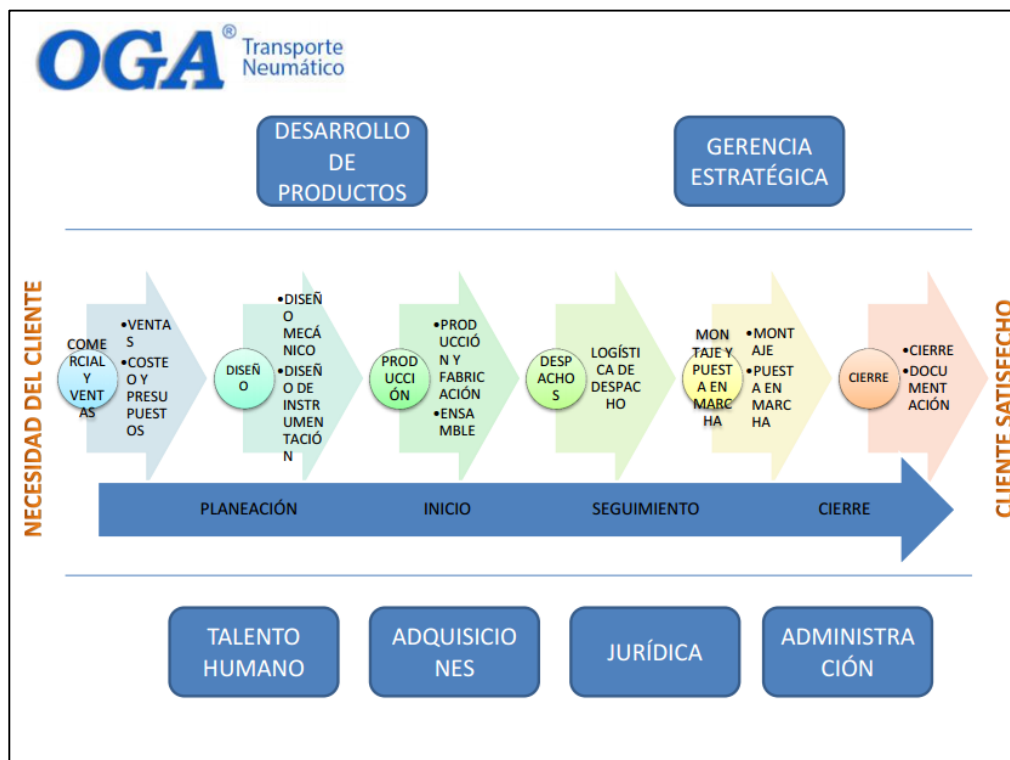 OGA®
Transporte
Neumático
DESARROLLO
DE
PRODUCTOS
GERENCIA
ESTRATÉGICA
NECESIDAD DEL CLIENTE
COME
RCIAL
Y
VENT
AS
•VENTA
S
•COSTE
O Y
PRESU
PUEST
OS
DISEÑ
O
•DISEÑ
O
MECÁ
NICO
•DISEÑ
O DE
INSTR
UMEN
TACIÓ
N
PROD
UCCI
ÓN
•PROD
UCCIÓ
N Y
FABRIC
ACIÓN
•ENSA
MBLE
DESP
ACHO
S
LOGÍST
ICA DE
DESPAC
HO
MON
TAJE Y
PUEST
A EN
MARC
HA
•MONT
AJE
•PUEST
A EN
MARC
HA
CIERRE
•CIERRE
•DOCU
MENT
ACIÓN
CLIENTE SATISFECHO
PLANEACIÓN
INICIO
SEGUIMIENTO
CIERRE
TALENTO
HUMANO
ADQUISICIO
NES
JURÍDICA
ADMINISTRA
CIÓN